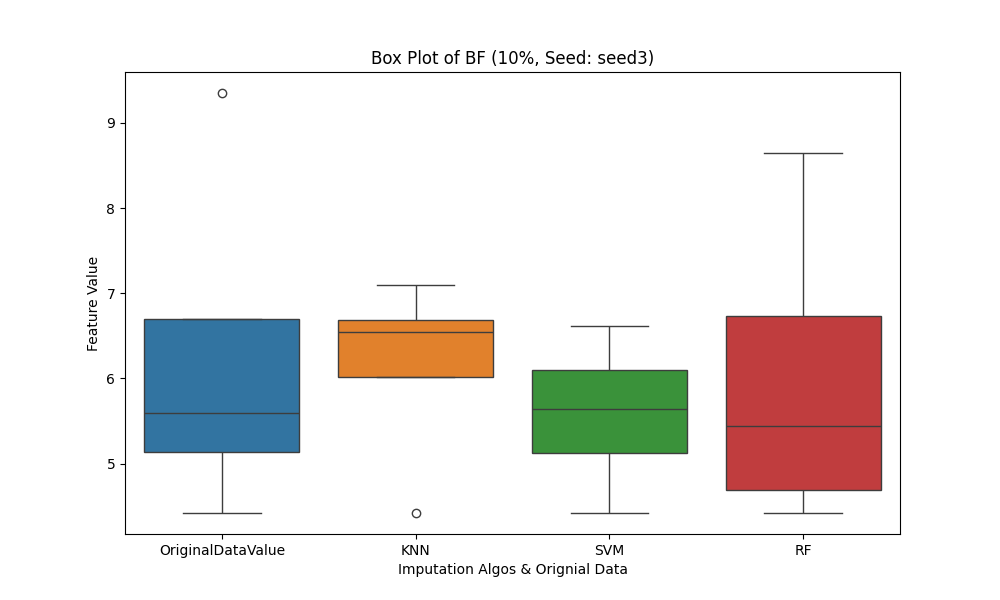 Box Plot of BF (10%, Seed: seed3)
Feature Value
9
8
7
6
5
OriginalDataValue
KNN
SVM
RF
Imputation Algos & Orignial Data